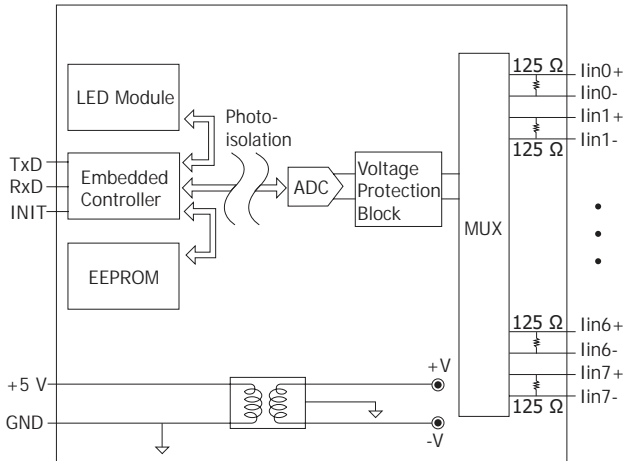 LED Module
Photo-
isolation
TxD
RxD
INIT
Embedded
Controller
ADC
Voltage
Protection
Block
EEPROM
MUX
125 Ω
Iin0+
Iin0-
Iin1+
125 Ω
Iin1-
125 Ω
Iin6+
Iin6-
Iin7+
125 Ω
Iin7-
+5 V
GND
+V
-V